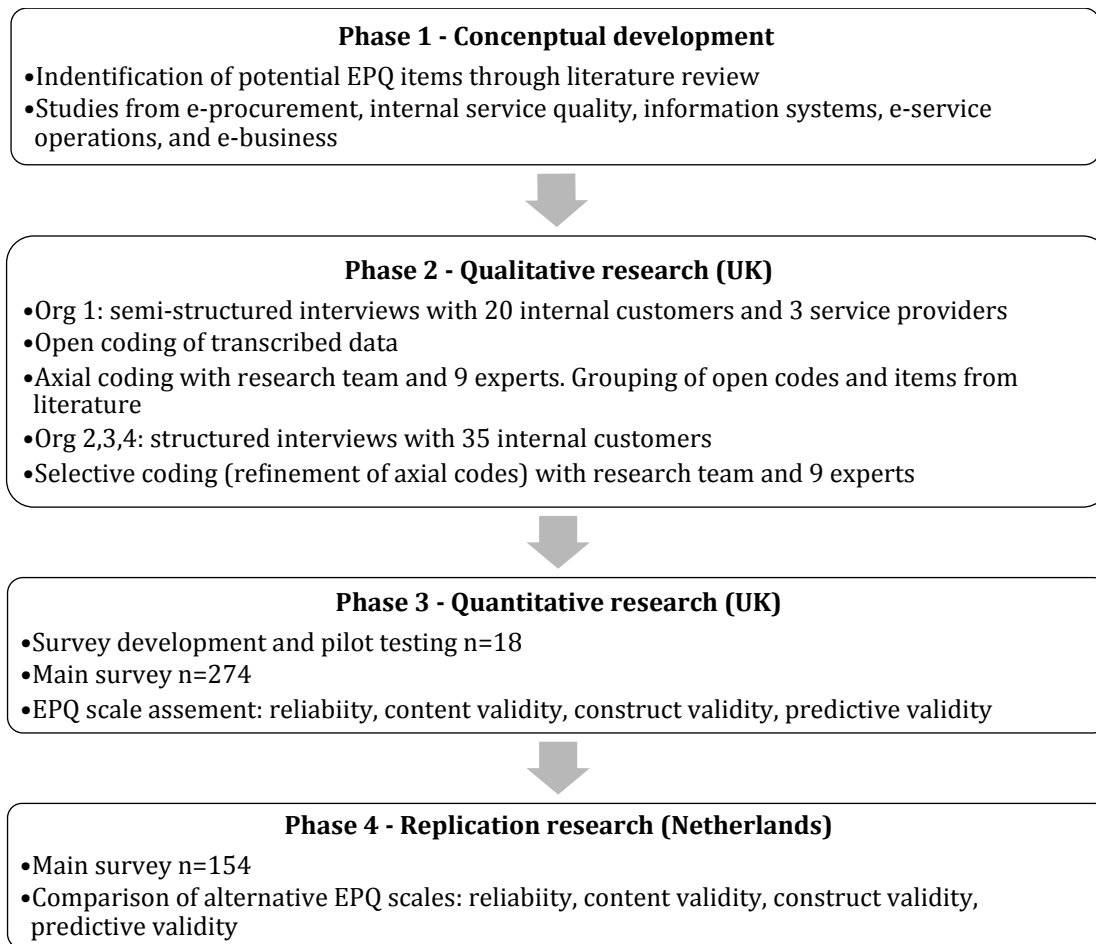 Phase 1 - Concenptual development
•Indentification of potential EPQ items through literature review
•Studies from e-procurement, internal service quality, information systems, e-service
operations, and e-business
Phase 2 - Qualitative research (UK)
•Org 1: semi-structured interviews with 20 internal customers and 3 service providers
•Open coding of transcribed data
•Axial coding with research team and 9 experts. Grouping of open codes and items from
literature
•Org 2,3,4: structured interviews with 35 internal customers
•Selective coding (refinement of axial codes) with research team and 9 experts
Phase 3 - Quantitative research (UK)
•Survey development and pilot testing n=18
•Main survey n=274
•EPQ scale assement: reliabiity, content validity, construct validity, predictive validity
Phase 4 - Replication research (Netherlands)
•Main survey n=154
•Comparison of alternative EPQ scales: reliabiity, content validity, construct validity,
predictive validity